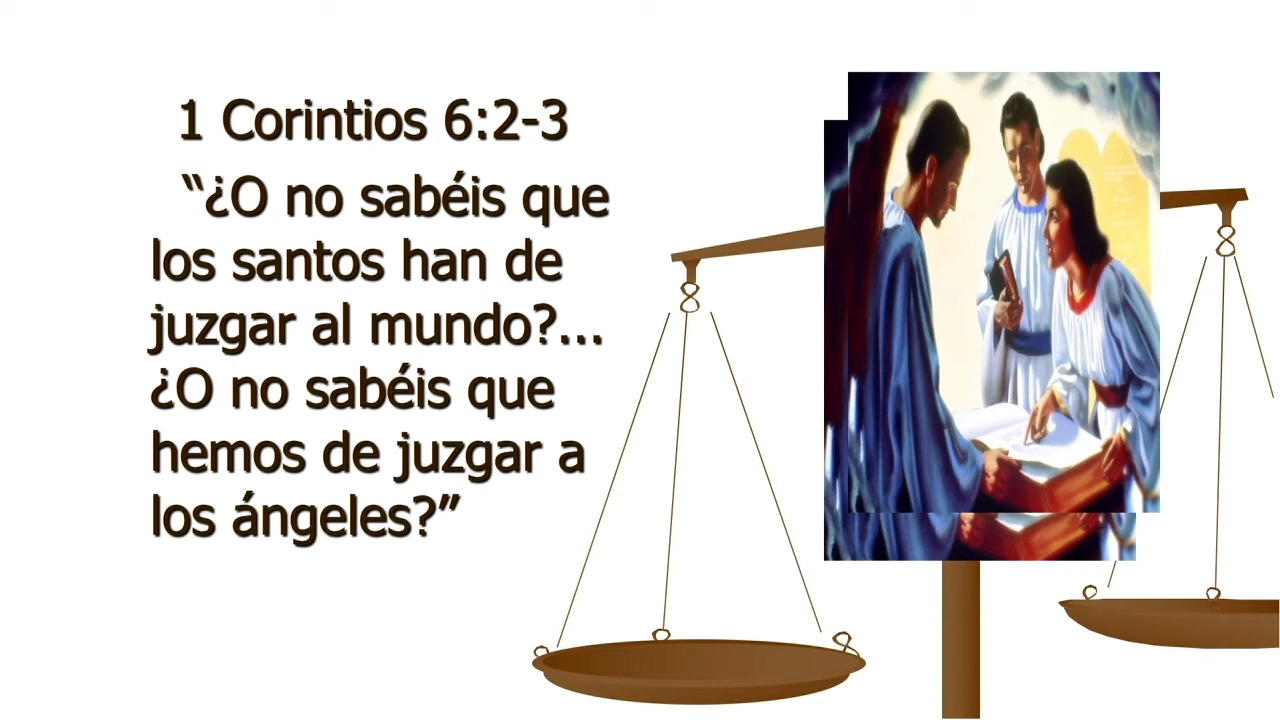 1 Corintios 6:2-3
“¿O no sabéis que
los santos han de
juzgar al mundo?...
¿O no sabéis que
hemos de juzgar a
los ángeles?”